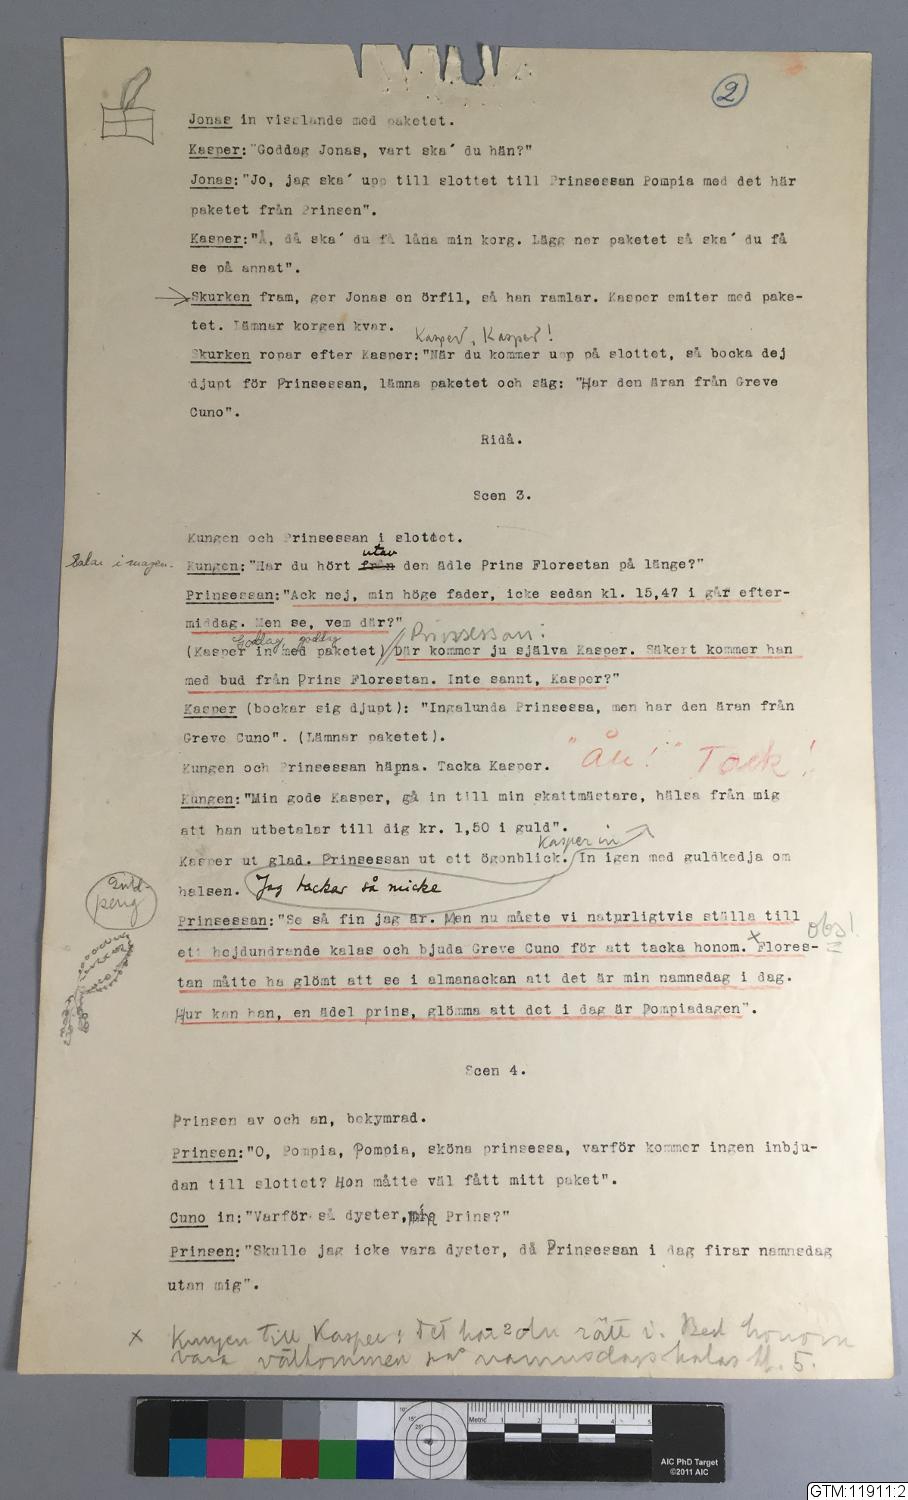 2
Jonas in visslande med paketet.
Kasper: "Goddag Jonas, vart ska´ du hän?"
Jonas: "Jo, jag ska´ upp till slottet till Prinsessan Pompia med det här
paketet från Prinsen".
Kasper: "Å, då ska´ du få låna min korg. Lägg ner paketet så ska´ du få
se på annat".
Skurken fram, ger Jonas en örfil, så han ramlar. Kasper smiter med pake-
tet. Lämnar korgen kvar.
Kasper, Kasper!
Skurken ropar efter Kasper: "När du kommer upp på slottet, så bocka dej
djupt för Prinsessan, lämna paketet och säg: "Har den äran från Greve
Cuno".
Ridå.
Scen 3.
Kungen och Prinsessan i slottet.
utav
talar i magen.
Kungen: "Har du hört från den ädle Prins Florestan på länge?"
Prinsessan: "Ack nej, min höge fader, icke sedan kl. 15,47 i går efter-
middag. Men se, vem där?"
Goddag, goddag Prinsessan:
(Kasper in med paketet) Där kommer ju själva Kasper. Säkert kommer han
med bud från Prins Florestan. Inte sannt, Kasper?"
Kasper (bockar sig djupt): "Ingalunda Prinsessa, men har den äran från
Greve Cuno". (Lämnar paketet).
Kungen och Prinsessan häpna. Tacka Kasper. "Åh!" Tack!
Kungen: "Min gode Kasper, gå in till min skattmästare, hälsa från mig
att han utbetalar till dig kr. 1,50 i guld".
Kasper in
Kasper ut glad. Prinsessan ut ett ögonblick. In igen med guldkedja om
halsen. Jag tackar så micke
Guld-
peng
Prinsessan: "Se så fin jag är. Men nu måste vi naturligtvis ställa till
obs!
ett hejdundrande kalas och bjuda Greve Cuno för att tacka honom. x Flores-
tan måtte ha glömt att se i almanackan att det är min namnsdag i dag.
Hur kan han, en ädel prins, glömma att det i dag är Pompiadagen".
Scen 4.
Prinsen av och an, bekymrad.
Prinsen: "O, Pompia, Pompia, sköna prinsessa, varför kommer ingen inbju-
dan till slottet? Hon måtte väl fått mitt paket".
Cuno in: "Varför så dyster, min Prins?"
Prinsen: "Skulle jag icke vara dyster, då Prinsessan i dag firar namnsdag
utan mig".
x Kungen till Kasper: Det har du rätt i. Bed honom
vara välkommen på namnsdagskalas kl. 5.
2
Metric 1 2 3 4 5
AIC PhD Target
©2011 AIC
GTM:11911:2